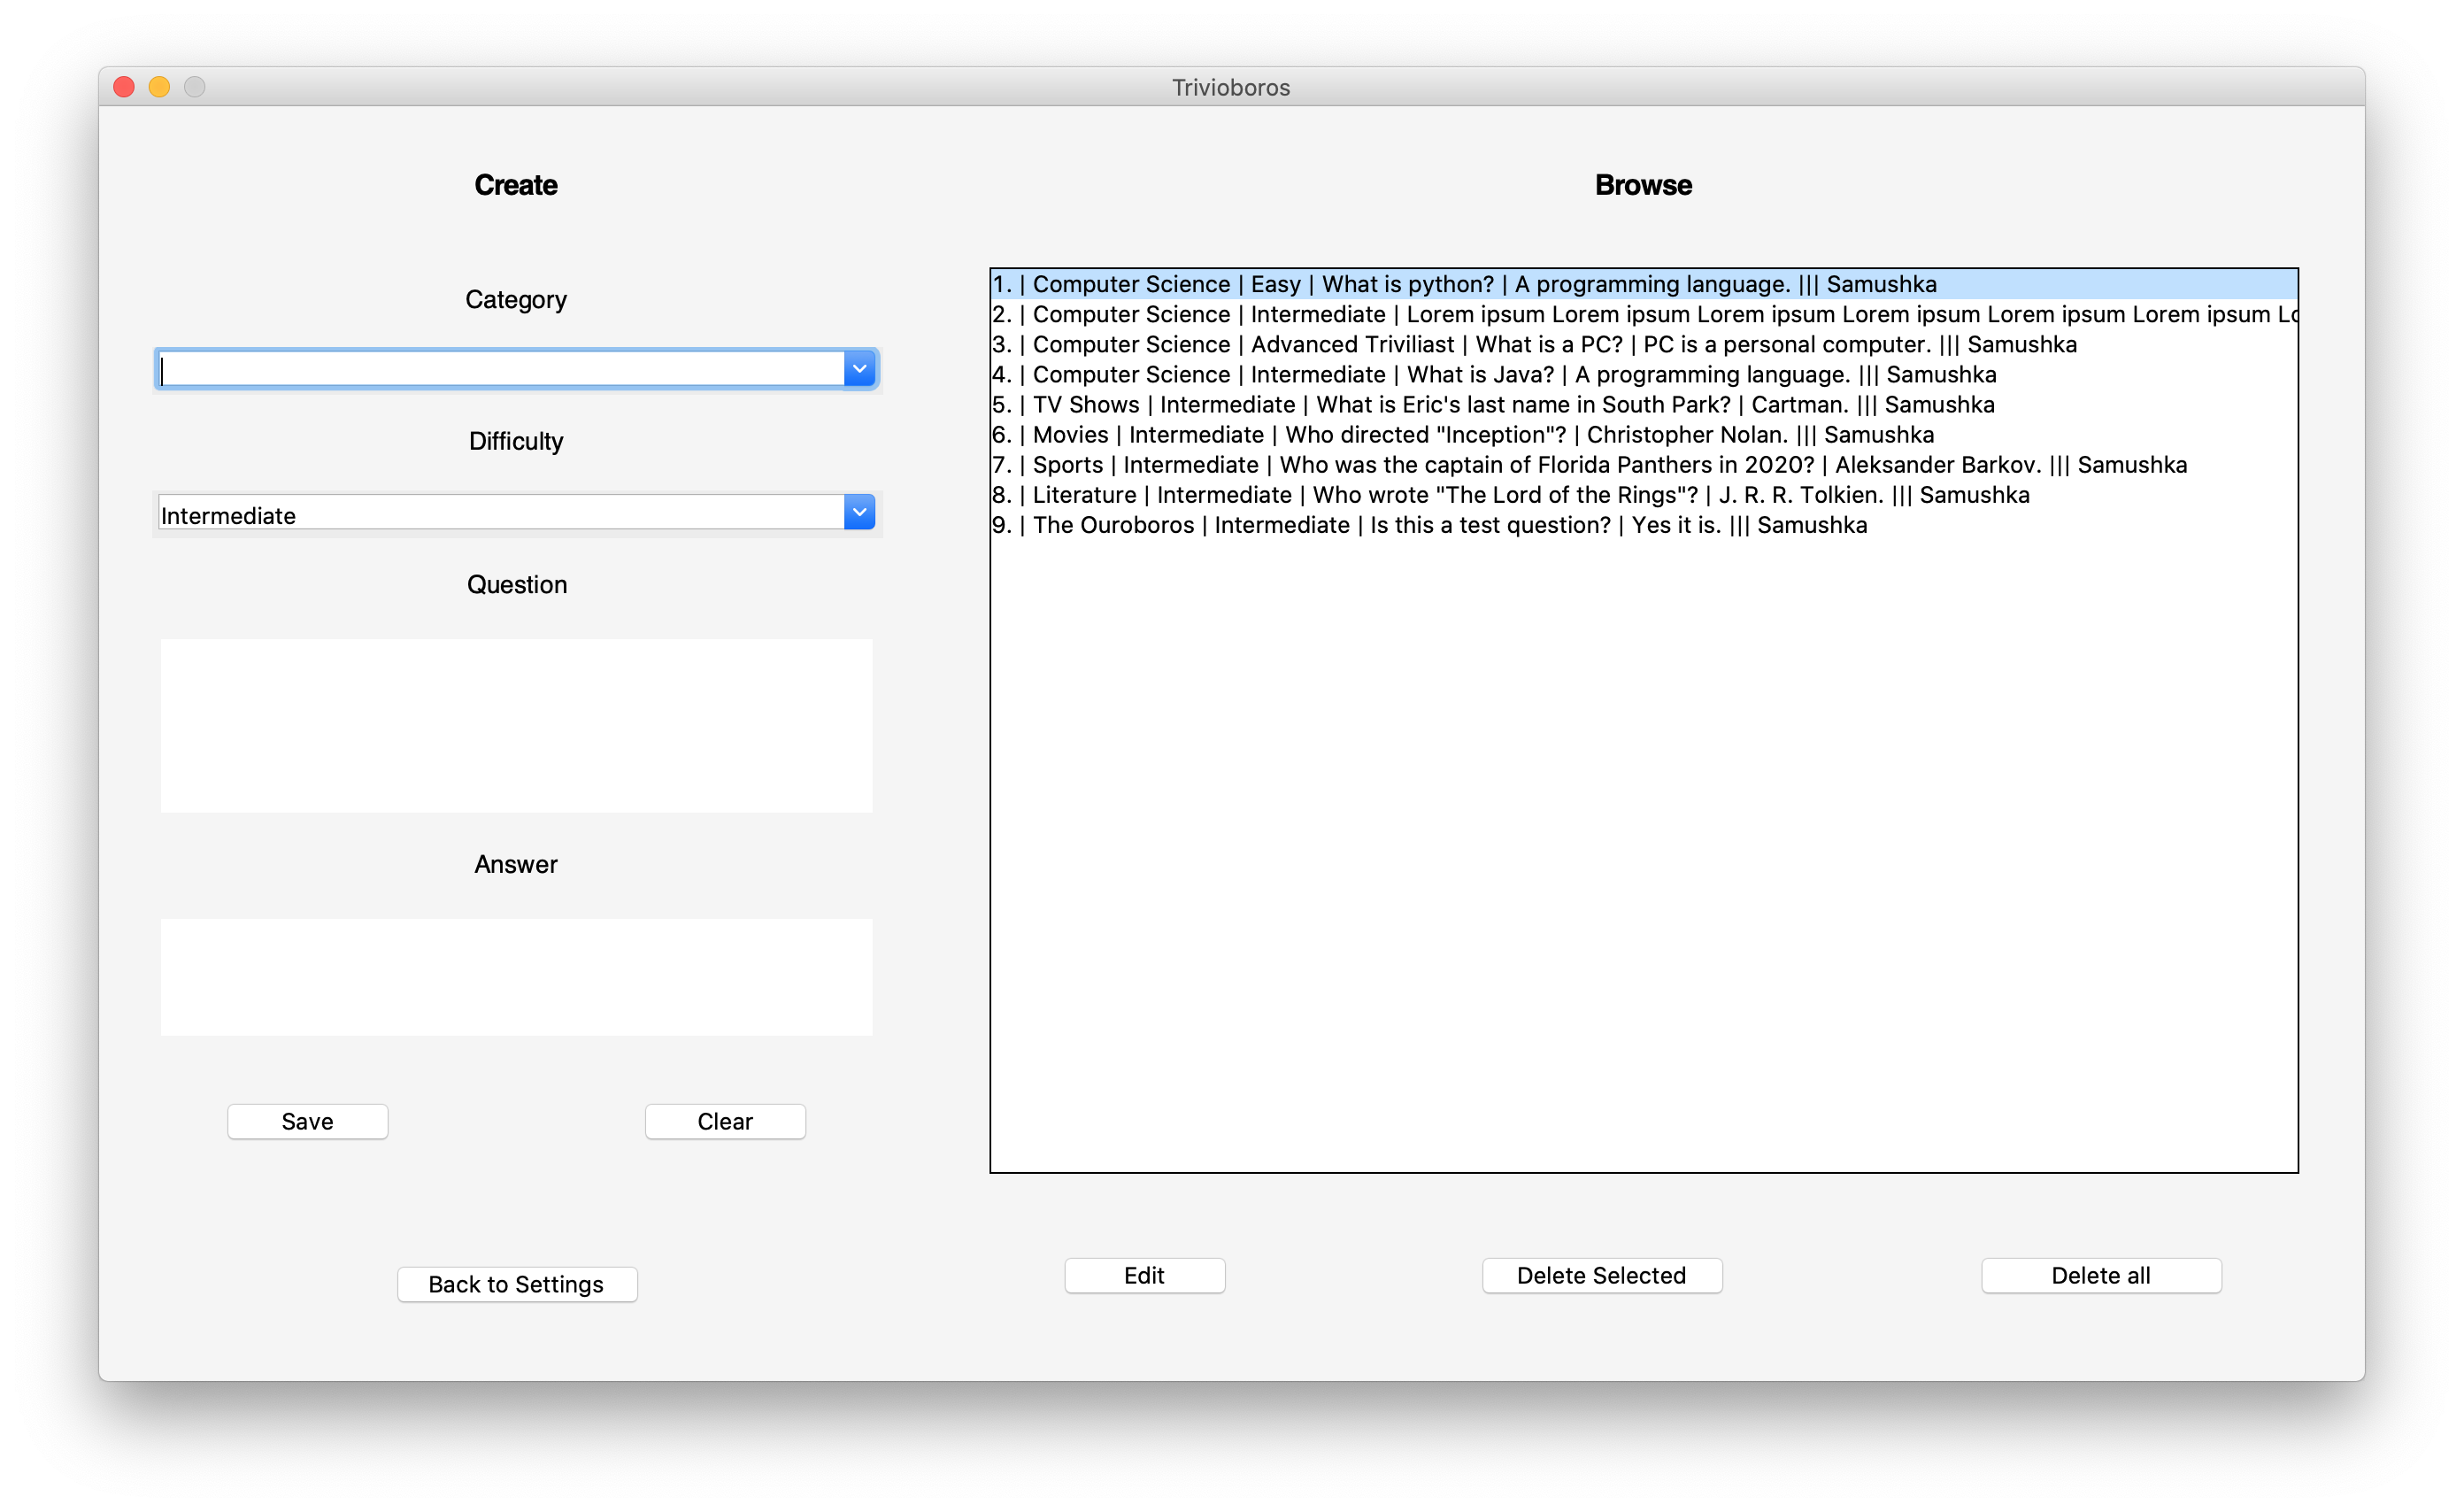 Trivioboros
Create
Category
Difficulty
Intermediate
Question
Answer
Save
Clear
Back to Settings
Browse
1. | Computer Science | Easy | What is python? | A programming language. ||| Samushka
2. | Computer Science | Intermediate | Lorem ipsum Lorem ipsum Lorem ipsum Lorem ipsum Lorem ipsum Lorem ipsum
3. | Computer Science | Advanced Triviliast | What is a PC? | PC is a personal computer. ||| Samushka
4. | Computer Science | Intermediate | What is Java? | A programming language. ||| Samushka
5. | TV Shows | Intermediate | What is Eric's last name in South Park? | Cartman. ||| Samushka
6. | Movies | Intermediate | Who directed "Inception"? | Christopher Nolan. ||| Samushka
7. | Sports | Intermediate | Who was the captain of Florida Panthers in 2020? | Aleksander Barkov. ||| Samushka
8. | Literature | Intermediate | Who wrote "The Lord of the Rings"? | J. R. R. Tolkien. ||| Samushka
9. | The Ouroboros | Intermediate | Is this a test question? | Yes it is. ||| Samushka
Edit
Delete Selected
Delete all